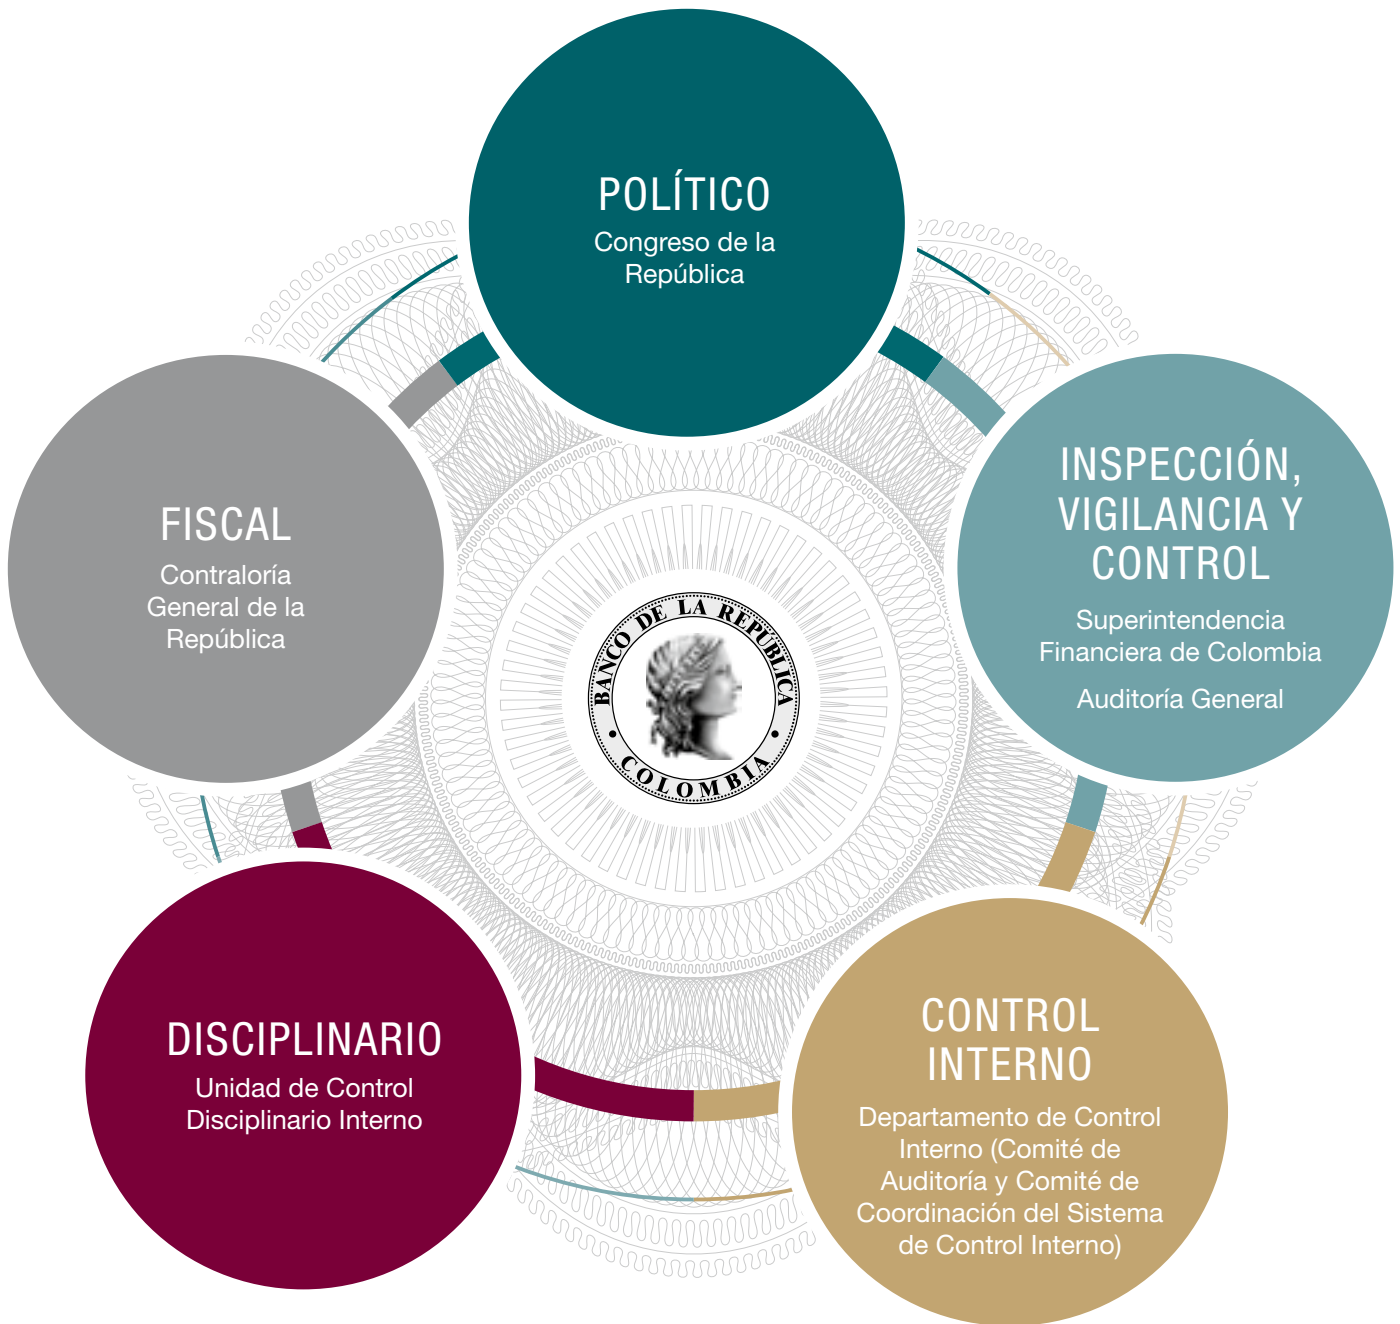 POLÍTICO
Congreso de la
República
INSPECCIÓN,
VIGILANCIA Y
CONTROL
Superintendencia
Financiera de Colombia
Auditoría General
FISCAL
Contraloría
General de la
República
BANCO DE LA REPÚBLICA
COLOMBIA
DISCIPLINARIO
Unidad de Control
Disciplinario Interno
CONTROL
INTERNO
Departamento de Control
Interno (Comité de
Auditoría y Comité de
Coordinación del Sistema
de Control Interno)